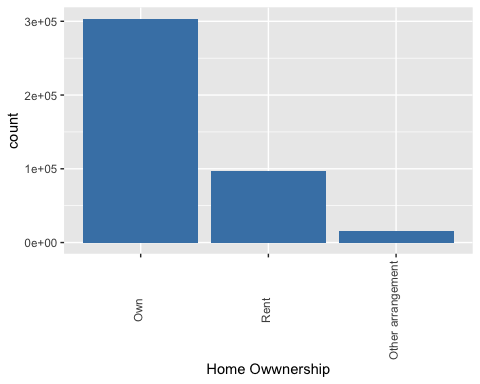 3e+05
2e+05
1e+05
0e+00
count
Own
Rent
Other arrangement
Home Owwnership